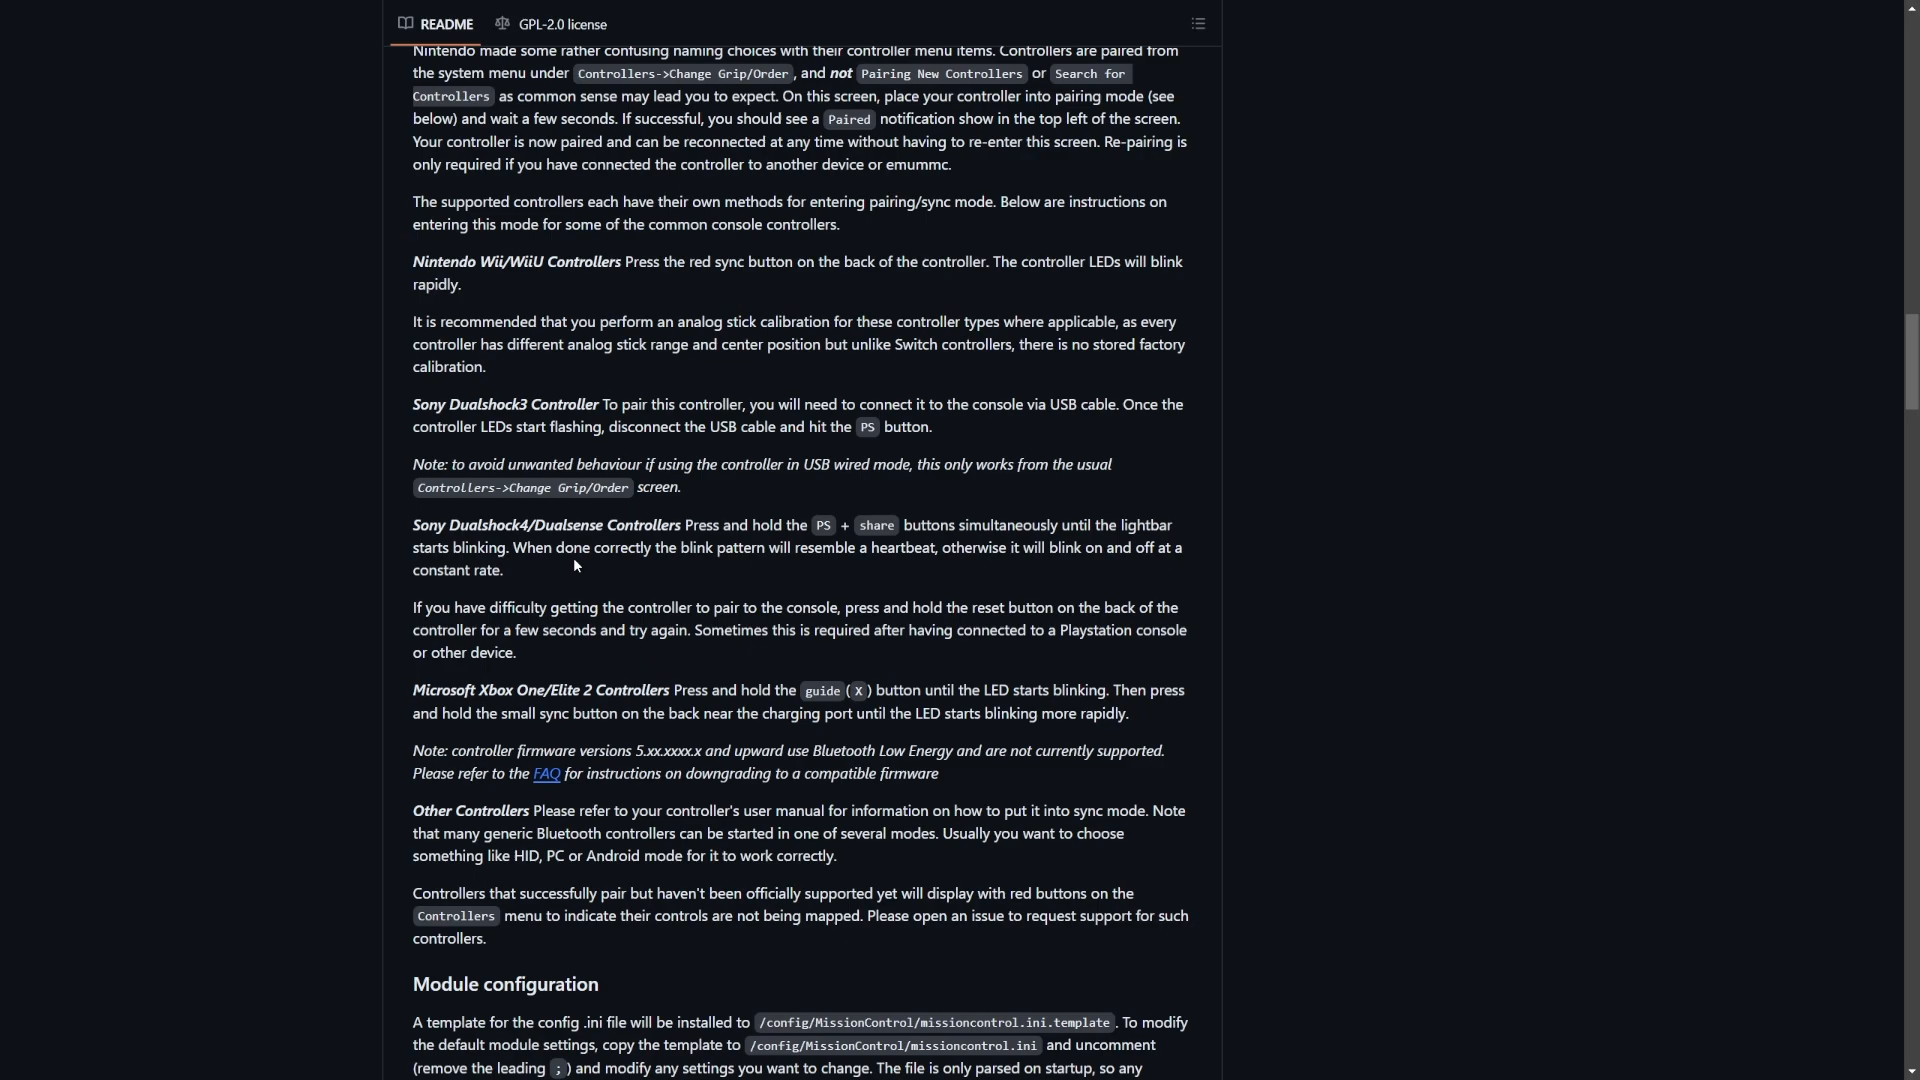 README GPL-2.0 license
Nintendo made some rather confusing naming choices with their controller menu items. Controllers are paired from
the system menu under Controllers->Change Grip/Order, and not Pairing New Controllers or Search for
Controllers as common sense may lead you to expect. On this screen, place your controller into pairing mode (see
below) and wait a few seconds. If successful, you should see a Paired notification show in the top left of the screen.
Your controller is now paired and can be reconnected at any time without having to re-enter this screen. Re-pairing is
only required if you have connected the controller to another device or emummc.
The supported controllers each have their own methods for entering pairing/sync mode. Below are instructions on
entering this mode for some of the common console controllers.
Nintendo Wii/WiiU Controllers Press the red sync button on the back of the controller. The controller LEDs will blink
rapidly.
It is recommended that you perform an analog stick calibration for these controller types where applicable, as every
controller has different analog stick range and center position but unlike Switch controllers, there is no stored factory
calibration.
Sony Dualshock3 Controller To pair this controller, you will need to connect it to the console via USB cable. Once the
controller LEDs start flashing, disconnect the USB cable and hit the PS button.
Note: to avoid unwanted behaviour if using the controller in USB wired mode, this only works from the usual
Controllers->Change Grip/Order screen.
Sony Dualshock4/Dualsense Controllers Press and hold the PS + share buttons simultaneously until the lightbar
starts blinking. When done correctly the blink pattern will resemble a heartbeat, otherwise it will blink on and off at a
constant rate.
If you have difficulty getting the controller to pair to the console, press and hold the reset button on the back of the
controller for a few seconds and try again. Sometimes this is required after having connected to a Playstation console
or other device.
Microsoft Xbox One/Elite 2 Controllers Press and hold the guide (X) button until the LED starts blinking. Then press
and hold the small sync button on the back near the charging port until the LED starts blinking more rapidly.
Note: controller firmware versions 5.xx.xxxx.x and upward use Bluetooth Low Energy and are not currently supported.
Please refer to the FAQ for instructions on downgrading to a compatible firmware
Other Controllers Please refer to your controller's user manual for information on how to put it into sync mode. Note
that many generic Bluetooth controllers can be started in one of several modes. Usually you want to choose
something like HID, PC or Android mode for it to work correctly.
Controllers that successfully pair but haven't been officially supported yet will display with red buttons on the
Controllers menu to indicate their controls are not being mapped. Please open an issue to request support for such
controllers.
Module configuration
A template for the config .ini file will be installed to /config/MissionControl/missioncontrol.ini.template. To modify
the default module settings, copy the template to /config/MissionControl/missioncontrol.ini and uncomment
(remove the leading ;) and modify any settings you want to change. The file is only parsed on startup, so any